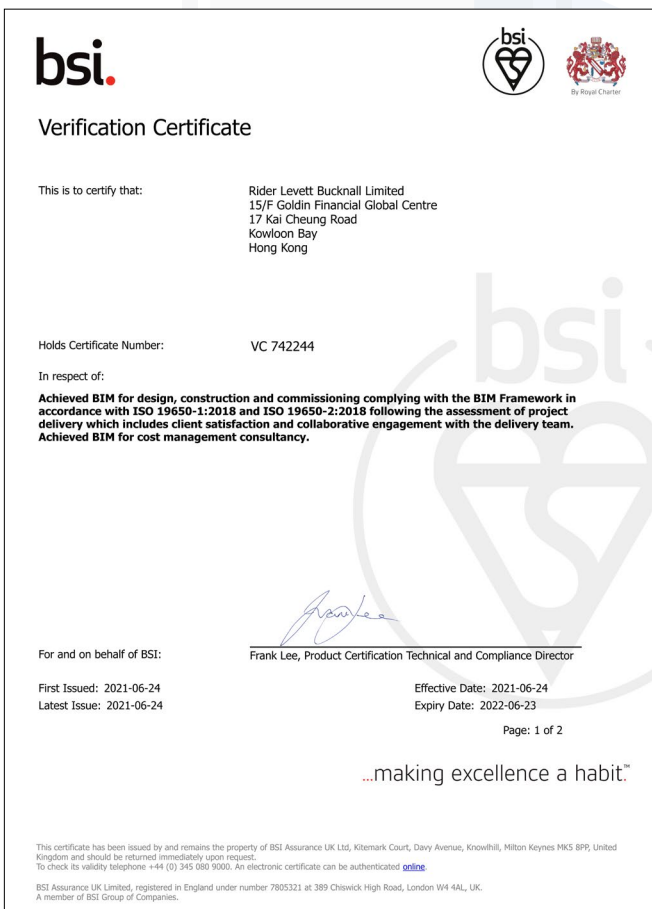 bsi.
bsi
By Royal Charter
Verification Certificate
This is to certify that:
Rider Levett Bucknall Limited
15/F Goldin Financial Global Centre
17 Kai Cheung Road
Kowloon Bay
Hong Kong
bsi
Holds Certificate Number:
VC 742244
In respect of:
Achieved BIM for design, construction and commissioning complying with the BIM Framework in
accordance with ISO 19650-1:2018 and ISO 19650-2:2018 following the assessment of project
delivery which includes client satisfaction and collaborative engagement with the delivery team.
Achieved BIM for cost management consultancy.
For and on behalf of BSI:
Frank Lee, Product Certification Technical and Compliance Director
First Issued: 2021-06-24
Effective Date: 2021-06-24
Latest Issue: 2021-06-24
Expiry Date: 2022-06-23
Page: 1 of 2
...making excellence a habit.™
This certificate has been issued by and remains the property of BSI Assurance UK Ltd, Kitemark Court, Davy Avenue, Knowlhill, Milton Keynes MK5 8PP, United
Kingdom and should be returned immediately upon request.
To check its validity telephone +44 (0) 345 080 9000. An electronic certificate can be authenticated online.
BSI Assurance UK Limited, registered in England under number 7805321 at 389 Chiswick High Road, London W4 4AL, UK.
A member of BSI Group of Companies.